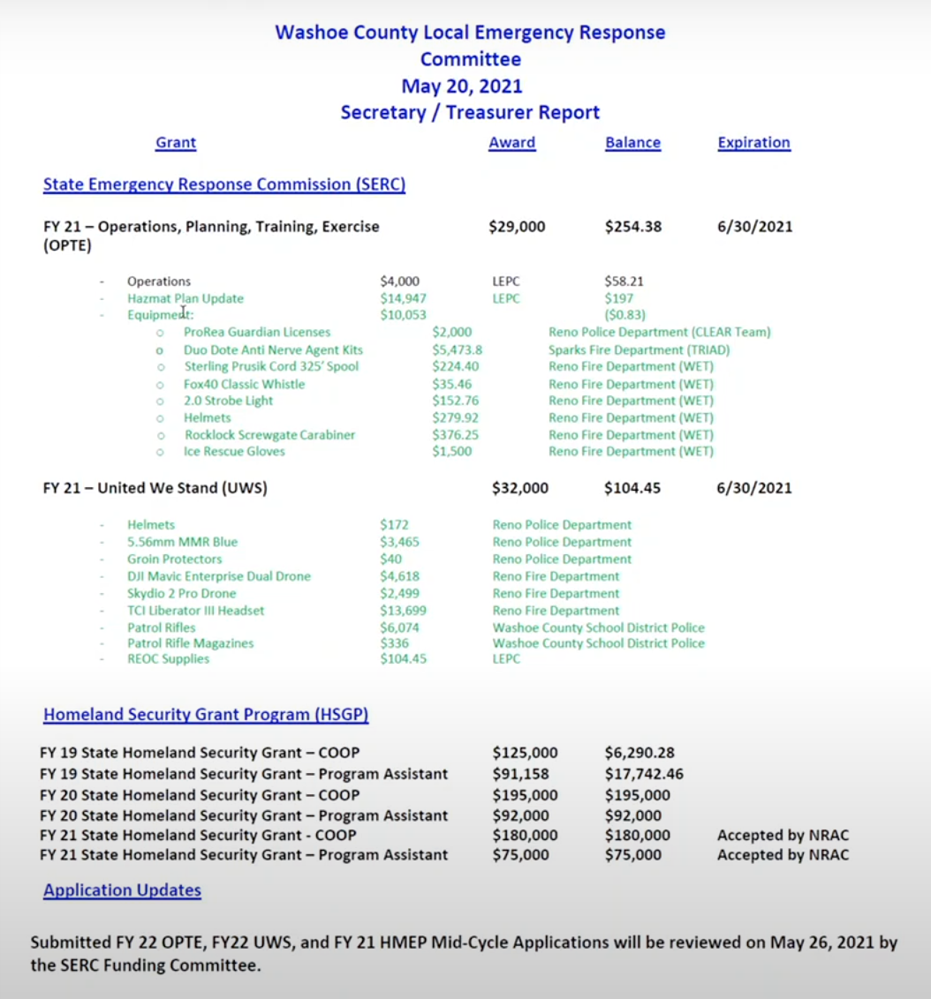 Washoe County Local Emergency Response
Committee
May 20, 2021
Secretary / Treasurer Report
Grant Award Balance Expiration
State Emergency Response Commission (SERC)
FY 21 – Operations, Planning, Training, Exercise $29,000 $254.38 6/30/2021
(OPTE)
- Operations $4,000 LEPC $58.21
- Hazmat Plan Update $14,947 LEPC $197
- Equipment: $10,053 ($0.83)
o ProRea Guardian Licenses $2,000 Reno Police Department (CLEAR Team)
o Duo Dote Anti Nerve Agent Kits $5,473.8 Sparks Fire Department (TRIAD)
o Sterling Prusik Cord 325' Spool $224.40 Reno Fire Department (WET)
o Fox40 Classic Whistle $35.46 Reno Fire Department (WET)
o 2.0 Strobe Light $152.76 Reno Fire Department (WET)
o Helmets $279.92 Reno Fire Department (WET)
o Rocklock Screwgate Carabiner $376.25 Reno Fire Department (WET)
o Ice Rescue Gloves $1,500 Reno Fire Department (WET)
FY 21 – United We Stand (UWS) $32,000 $104.45 6/30/2021
- Helmets $172 Reno Police Department
- 5.56mm MMR Blue $3,465 Reno Police Department
- Groin Protectors $40 Reno Police Department
- DJI Mavic Enterprise Dual Drone $4,618 Reno Fire Department
- Skydio 2 Pro Drone $2,499 Reno Fire Department
- TCI Liberator III Headset $13,699 Reno Fire Department
- Patrol Rifles $6,074 Washoe County School District Police
- Patrol Rifle Magazines $336 Washoe County School District Police
- REOC Supplies $104.45 LEPC
Homeland Security Grant Program (HSGP)
FY 19 State Homeland Security Grant – COOP $125,000 $6,290.28
FY 19 State Homeland Security Grant – Program Assistant $91,158 $17,742.46
FY 20 State Homeland Security Grant – COOP $195,000 $195,000
FY 20 State Homeland Security Grant – Program Assistant $92,000 $92,000
FY 21 State Homeland Security Grant - COOP $180,000 $180,000 Accepted by NRAC
FY 21 State Homeland Security Grant – Program Assistant $75,000 $75,000 Accepted by NRAC
Application Updates
Submitted FY 22 OPTE, FY22 UWS, and FY 21 HMEP Mid-Cycle Applications will be reviewed on May 26, 2021 by
the SERC Funding Committee.